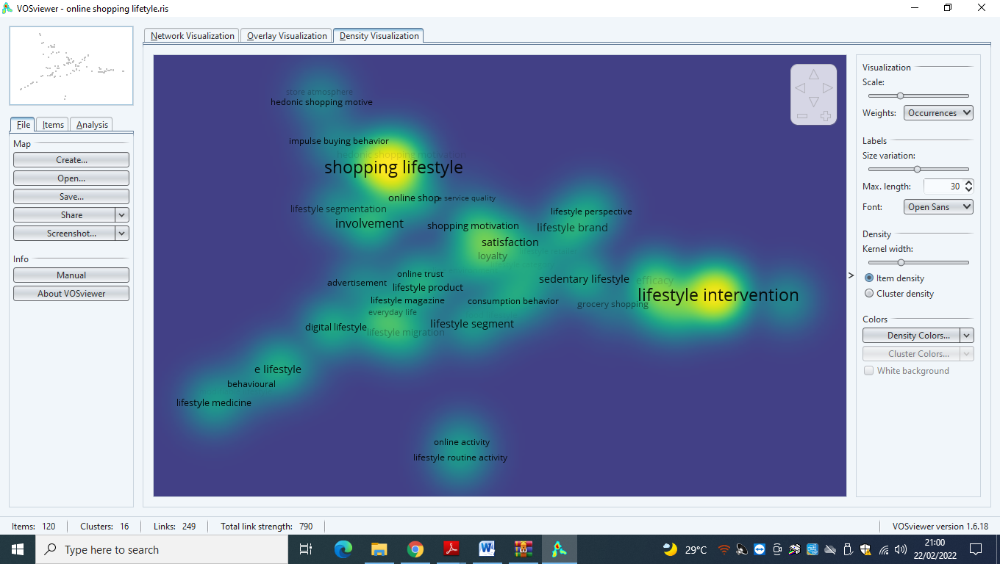 VOSviewer - online shopping lifetyle.ris
Network Visualization
Overlay Visualization
Density Visualization
File
Items
Analysis
Map
Create...
Open...
Save...
Share
Screenshot...
Info
Manual
About VOSviewer
store atmosphere
hedonic shopping motive
impulse buying behavior
hedonic shopping motivation
shopping lifestyle
online shop
e service quality
lifestyle segmentation
involvement
lifestyle perspective
shopping motivation
lifestyle brand
satisfaction
loyalty
online trust
sedentary lifestyle
efficacy
advertisement
lifestyle product
lifestyle intervention
lifestyle magazine
consumption behavior
grocery shopping
everyday life
digital lifestyle
lifestyle migration
lifestyle segment
e lifestyle
behavioural
lifestyle medicine
online activity
lifestyle routine activity
Visualization
Scale:
Weights: Occurrences
Labels
Size variation:
Max. length: 30
Font: Open Sans
Density
Kernel width:
Item density
Cluster density
Colors
Density Colors...
Cluster Colors...
White background
Items: 120
Clusters: 16
Links: 249
Total link strength: 790
VOSviewer version 1.6.18
Type here to search
29°C
21:00
22/02/2022